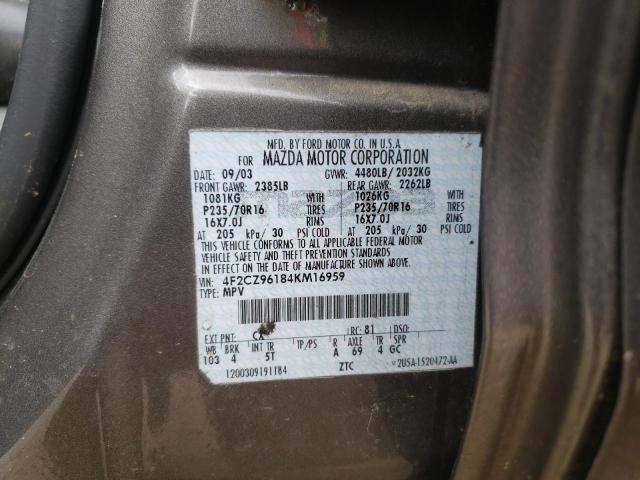 MFD. BY FORD MOTOR CO. IN U.S.A.
FOR MAZDA MOTOR CORPORATION
DATE: 09/03 GVWR: 4480LB/2032KG
FRONT GAWR: 2385LB REAR GAWR: 2262LB
1081KG WITH 1026KG WITH
P235/70R16 TIRES P235/70R16 TIRES
16X7.0J RIMS 16X7.0J RIMS
AT 205 kPa/ 30 PSI COLD AT 205 kPa/ 30 PSI COLD
THIS VEHICLE CONFORMS TO ALL APPLICABLE FEDERAL MOTOR
VEHICLE SAFETY AND THEFT PREVENTION STANDARDS
IN EFFECT ON THE DATE OF MANUFACTURE SHOWN ABOVE.
VIN: 4F2CZ96184KM16959
TYPE: MPV
EXT PNT: CX RC: 81 DSO:
WB BRK INT TR TP/PS R AXLE TR SPR
103 4 5T A 69 4 GC
1200309191T84 ZTC 2U5A-1520472-AA